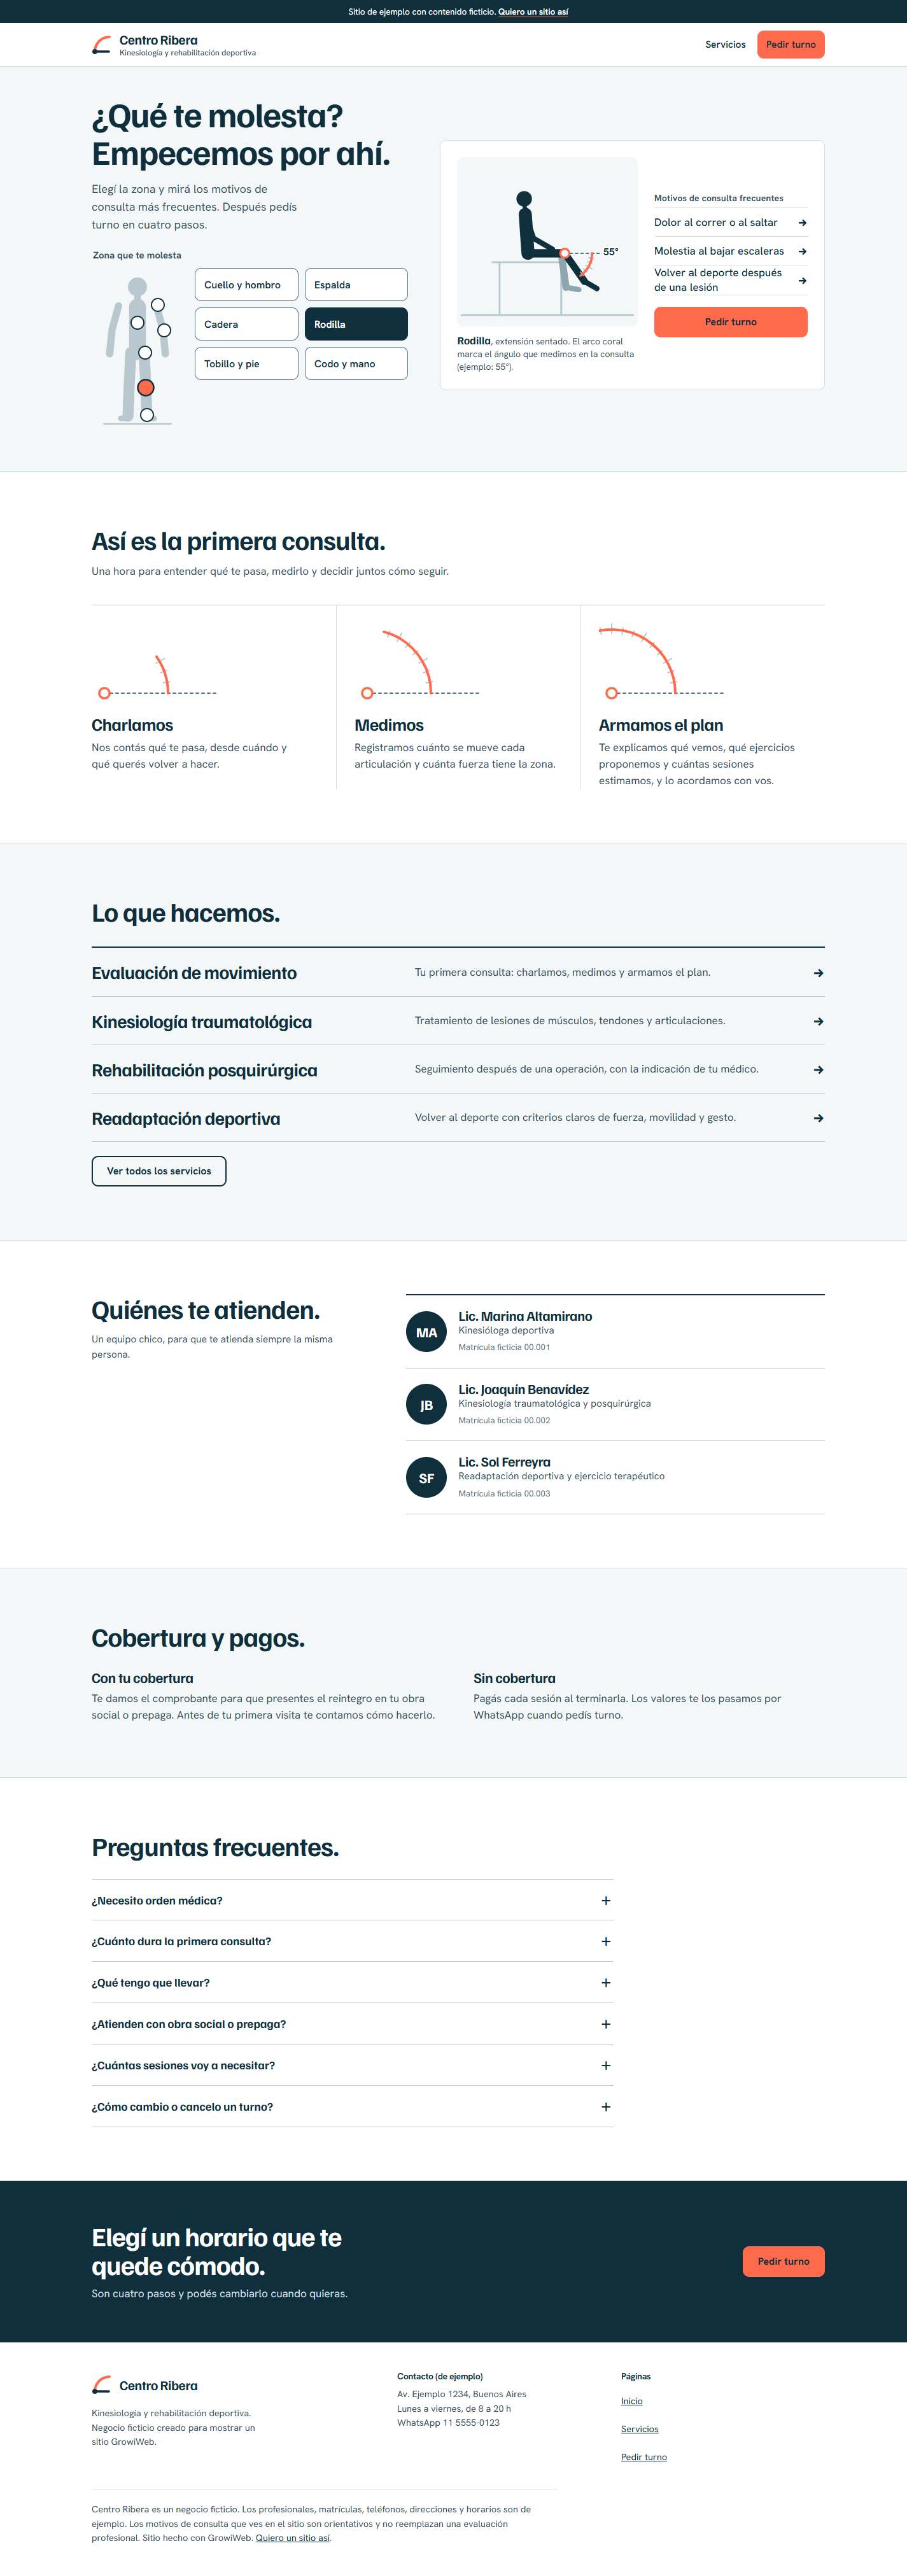 Sitio de ejemplo con contenido ficticio. Quiero un sitio así
Centro Ribera
Kinesiología y rehabilitación deportiva
Servicios
Pedir turno
¿Qué te molesta?
Empecemos por ahí.
Elegí la zona y mirá los motivos de
consulta más frecuentes. Después pedís
turno en cuatro pasos.
Zona que te molesta
Cuello y hombro
Espalda
Cadera
Rodilla
Tobillo y pie
Codo y mano
55°
Rodilla, extensión sentado. El arco coral
marca el ángulo que medimos en la consulta
(ejemplo: 55°).
Motivos de consulta frecuentes
Dolor al correr o al saltar
Molestia al bajar escaleras
Volver al deporte después
de una lesión
Pedir turno
Así es la primera consulta.
Una hora para entender qué te pasa, medirlo y decidir juntos cómo seguir.
Charlamos
Nos contás qué te pasa, desde cuándo y
qué querés volver a hacer.
Medimos
Registramos cuánto se mueve cada
articulación y cuánta fuerza tiene la zona.
Armamos el plan
Te explicamos qué vemos, qué ejercicios
proponemos y cuántas sesiones
estimamos, y lo acordamos con vos.
Lo que hacemos.
Evaluación de movimiento
Tu primera consulta: charlamos, medimos y armamos el plan.
Kinesiología traumatológica
Tratamiento de lesiones de músculos, tendones y articulaciones.
Rehabilitación posquirúrgica
Seguimiento después de una operación, con la indicación de tu médico.
Readaptación deportiva
Volver al deporte con criterios claros de fuerza, movilidad y gesto.
Ver todos los servicios
Quiénes te atienden.
Un equipo chico, para que te atienda siempre la misma
persona.
MA
Lic. Marina Altamirano
Kinesióloga deportiva
Matrícula ficticia 00.001
JB
Lic. Joaquín Benavídez
Kinesiología traumatológica y posquirúrgica
Matrícula ficticia 00.002
SF
Lic. Sol Ferreyra
Readaptación deportiva y ejercicio terapéutico
Matrícula ficticia 00.003
Cobertura y pagos.
Con tu cobertura
Te damos el comprobante para que presentes el reintegro en tu obra
social o prepaga. Antes de tu primera visita te contamos cómo hacerlo.
Sin cobertura
Pagás cada sesión al terminarla. Los valores te los pasamos por
WhatsApp cuando pedís turno.
Preguntas frecuentes.
¿Necesito orden médica?
¿Cuánto dura la primera consulta?
¿Qué tengo que llevar?
¿Atienden con obra social o prepaga?
¿Cuántas sesiones voy a necesitar?
¿Cómo cambio o cancelo un turno?
Elegí un horario que te
quede cómodo.
Son cuatro pasos y podés cambiarlo cuando quieras.
Pedir turno
Centro Ribera
Kinesiología y rehabilitación deportiva.
Negocio ficticio creado para mostrar un
sitio GrowiWeb.
Contacto (de ejemplo)
Av. Ejemplo 1234, Buenos Aires
Lunes a viernes, de 8 a 20 h
WhatsApp 11 5555-0123
Páginas
Inicio
Servicios
Pedir turno
Centro Ribera es un negocio ficticio. Los profesionales, matrículas, teléfonos, direcciones y horarios son de
ejemplo. Los motivos de consulta que ves en el sitio son orientativos y no reemplazan una evaluación
profesional. Sitio hecho con GrowiWeb. Quiero un sitio así.